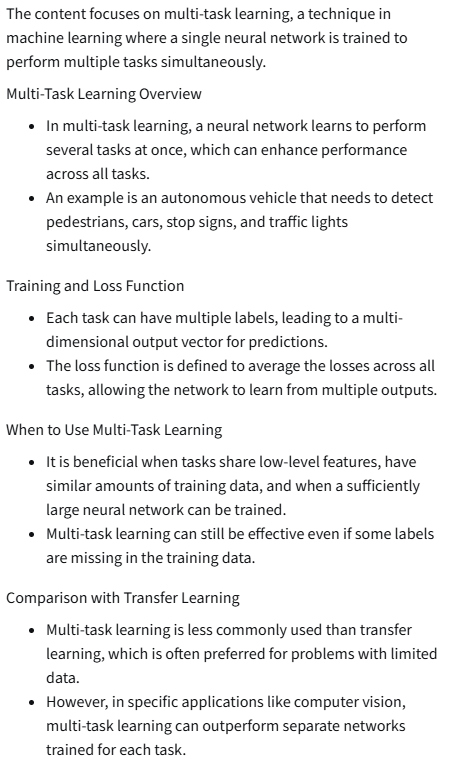 The content focuses on multi-task learning, a technique in
machine learning where a single neural network is trained to
perform multiple tasks simultaneously.
Multi-Task Learning Overview
• In multi-task learning, a neural network learns to perform
several tasks at once, which can enhance performance
across all tasks.
• An example is an autonomous vehicle that needs to detect
pedestrians, cars, stop signs, and traffic lights
simultaneously.
Training and Loss Function
• Each task can have multiple labels, leading to a multi-
dimensional output vector for predictions.
• The loss function is defined to average the losses across all
tasks, allowing the network to learn from multiple outputs.
When to Use Multi-Task Learning
• It is beneficial when tasks share low-level features, have
similar amounts of training data, and when a sufficiently
large neural network can be trained.
• Multi-task learning can still be effective even if some labels
are missing in the training data.
Comparison with Transfer Learning
• Multi-task learning is less commonly used than transfer
learning, which is often preferred for problems with limited
data.
• However, in specific applications like computer vision,
multi-task learning can outperform separate networks
trained for each task.